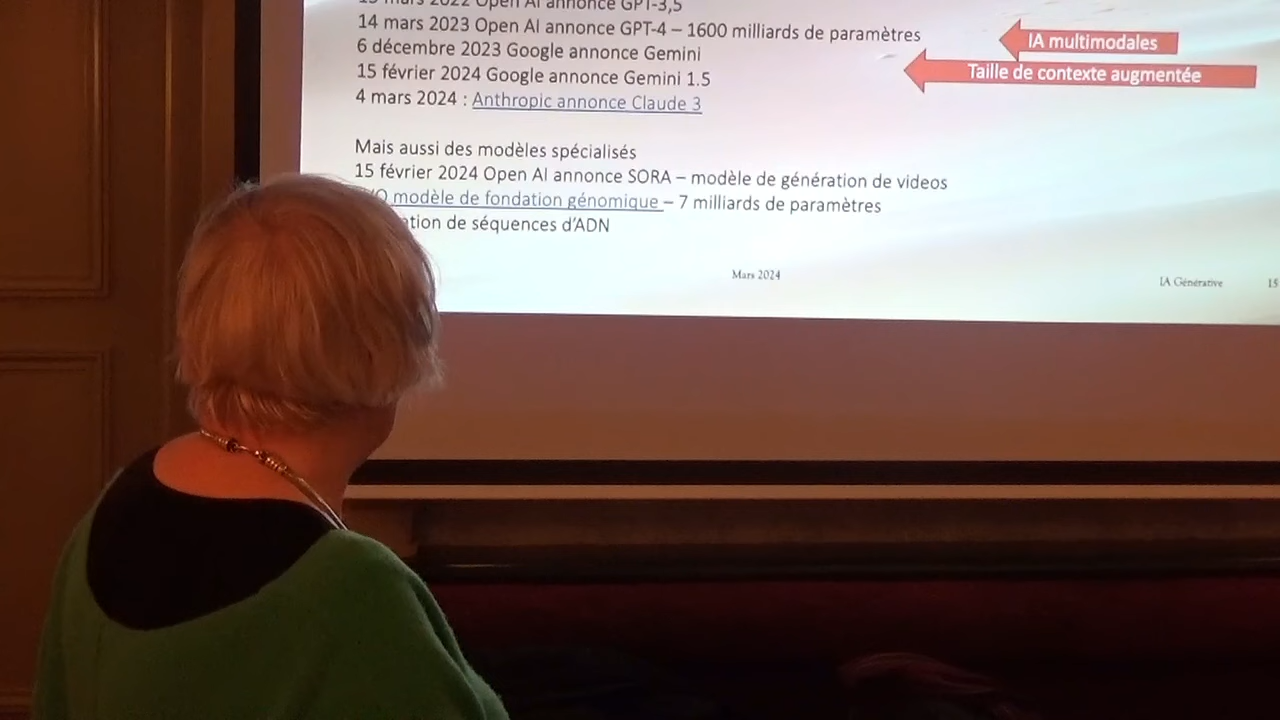 15 mars 2022 Open AI annonce GPT-3,5
14 mars 2023 Open AI annonce GPT-4 – 1600 milliards de paramètres
IA multimodales
6 décembre 2023 Google annonce Gemini
15 février 2024 Google annonce Gemini 1.5
Taille de contexte augmentée
4 mars 2024 : Anthropic annonce Claude 3
Mais aussi des modèles spécialisés
15 février 2024 Open AI annonce SORA – modèle de génération de videos
modèle de fondation génomique – 7 milliards de paramètres
de séquences d'ADN
Mars 2024
IA Générative
15